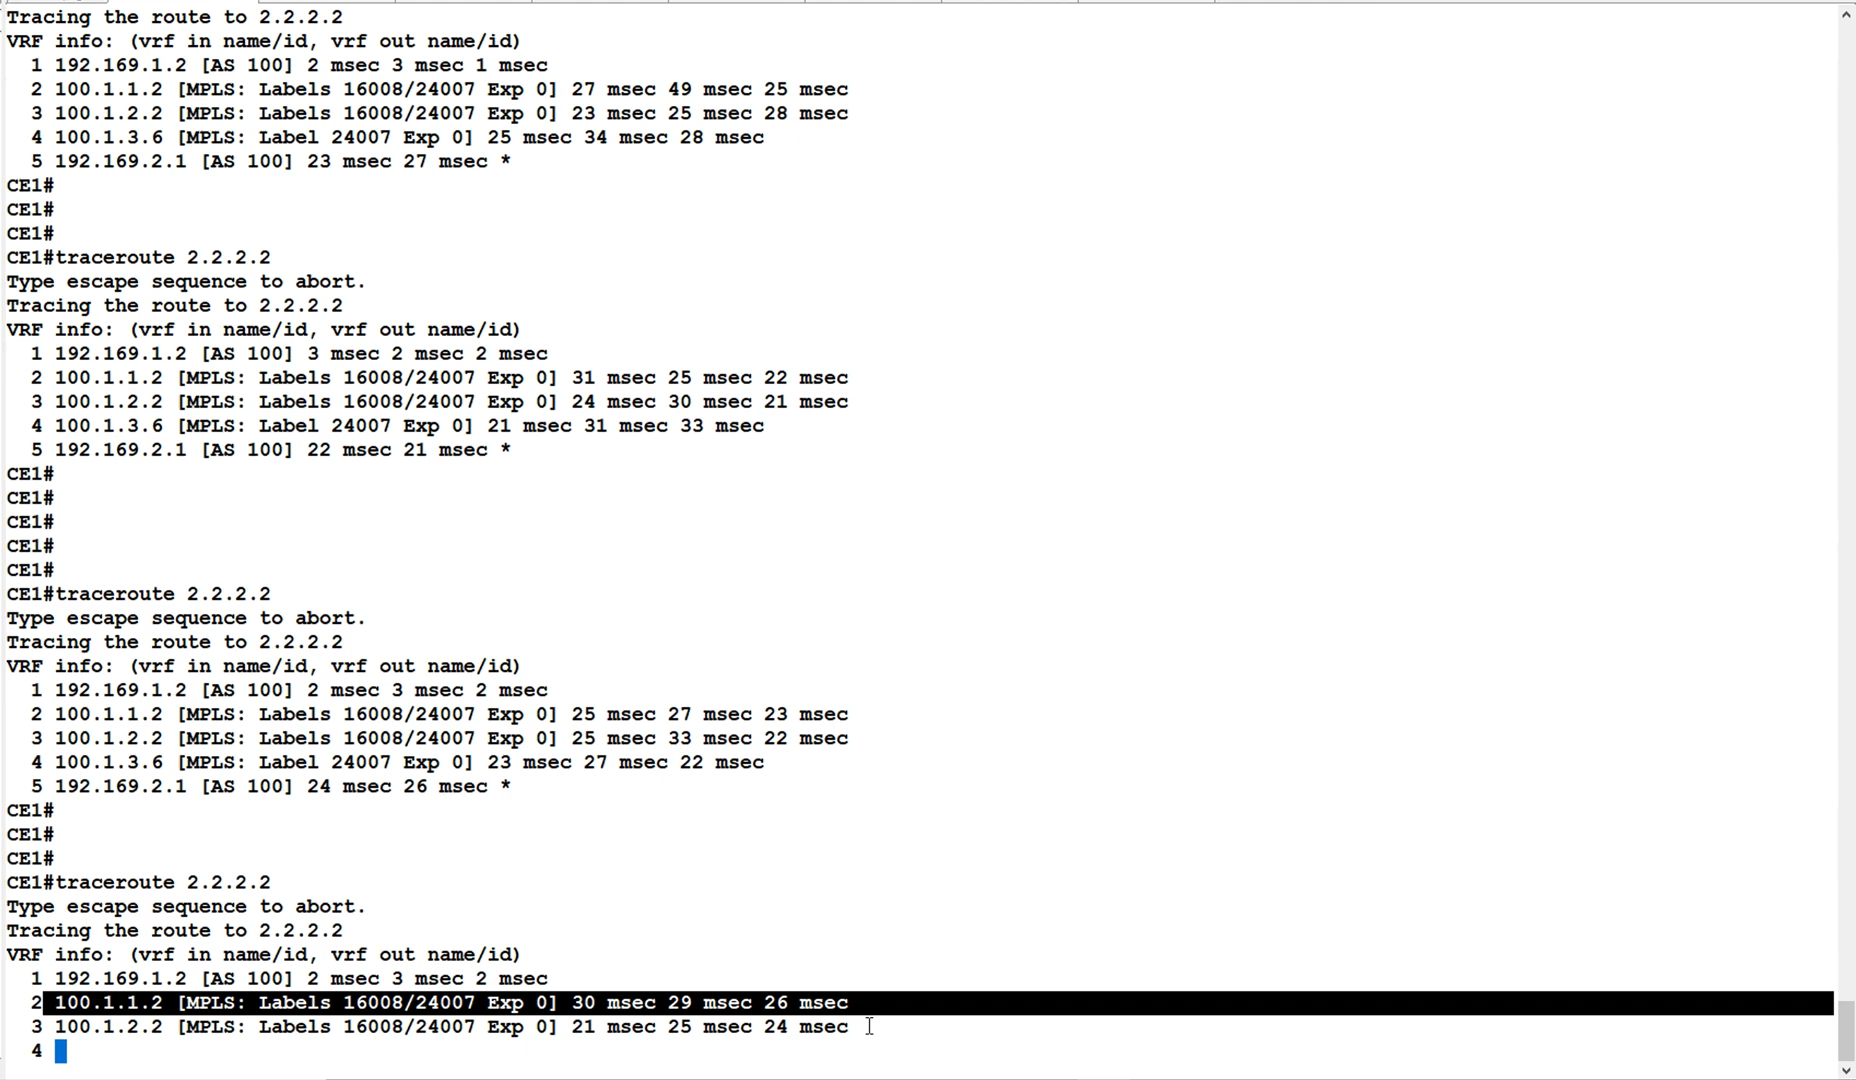 Tracing the route to 2.2.2.2
VRF info: (vrf in name/id, vrf out name/id)
  1 192.169.1.2 [AS 100] 2 msec 3 msec 1 msec
  2 100.1.1.2 [MPLS: Labels 16008/24007 Exp 0] 27 msec 49 msec 25 msec
  3 100.1.2.2 [MPLS: Labels 16008/24007 Exp 0] 23 msec 25 msec 28 msec
  4 100.1.3.6 [MPLS: Label 24007 Exp 0] 25 msec 34 msec 28 msec
  5 192.169.2.1 [AS 100] 23 msec 27 msec *
CE1#
CE1#
CE1#
CE1#traceroute 2.2.2.2
Type escape sequence to abort.
Tracing the route to 2.2.2.2
VRF info: (vrf in name/id, vrf out name/id)
  1 192.169.1.2 [AS 100] 3 msec 2 msec 2 msec
  2 100.1.1.2 [MPLS: Labels 16008/24007 Exp 0] 31 msec 25 msec 22 msec
  3 100.1.2.2 [MPLS: Labels 16008/24007 Exp 0] 24 msec 30 msec 21 msec
  4 100.1.3.6 [MPLS: Label 24007 Exp 0] 21 msec 31 msec 33 msec
  5 192.169.2.1 [AS 100] 22 msec 21 msec *
CE1#
CE1#
CE1#
CE1#
CE1#
CE1#traceroute 2.2.2.2
Type escape sequence to abort.
Tracing the route to 2.2.2.2
VRF info: (vrf in name/id, vrf out name/id)
  1 192.169.1.2 [AS 100] 2 msec 3 msec 2 msec
  2 100.1.1.2 [MPLS: Labels 16008/24007 Exp 0] 25 msec 27 msec 23 msec
  3 100.1.2.2 [MPLS: Labels 16008/24007 Exp 0] 25 msec 33 msec 22 msec
  4 100.1.3.6 [MPLS: Label 24007 Exp 0] 23 msec 27 msec 22 msec
  5 192.169.2.1 [AS 100] 24 msec 26 msec *
CE1#
CE1#
CE1#
CE1#traceroute 2.2.2.2
Type escape sequence to abort.
Tracing the route to 2.2.2.2
VRF info: (vrf in name/id, vrf out name/id)
  1 192.169.1.2 [AS 100] 2 msec 3 msec 2 msec
  2 100.1.1.2 [MPLS: Labels 16008/24007 Exp 0] 30 msec 29 msec 26 msec
  3 100.1.2.2 [MPLS: Labels 16008/24007 Exp 0] 21 msec 25 msec 24 msec
  4